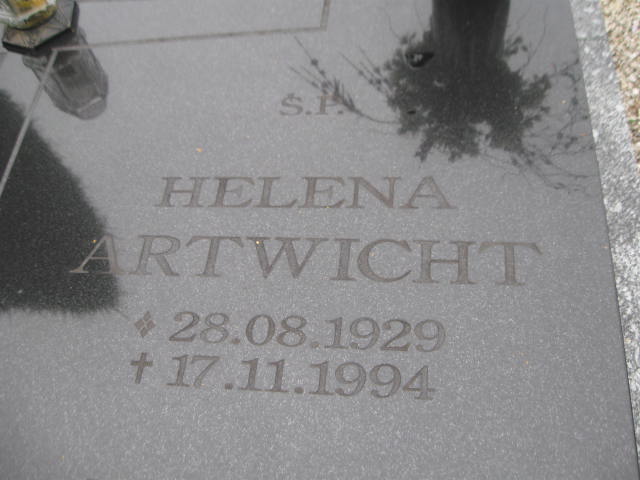 Ś.P.
HELENA
ARTWICHT
28.08.1929
✝ 17.11.1994